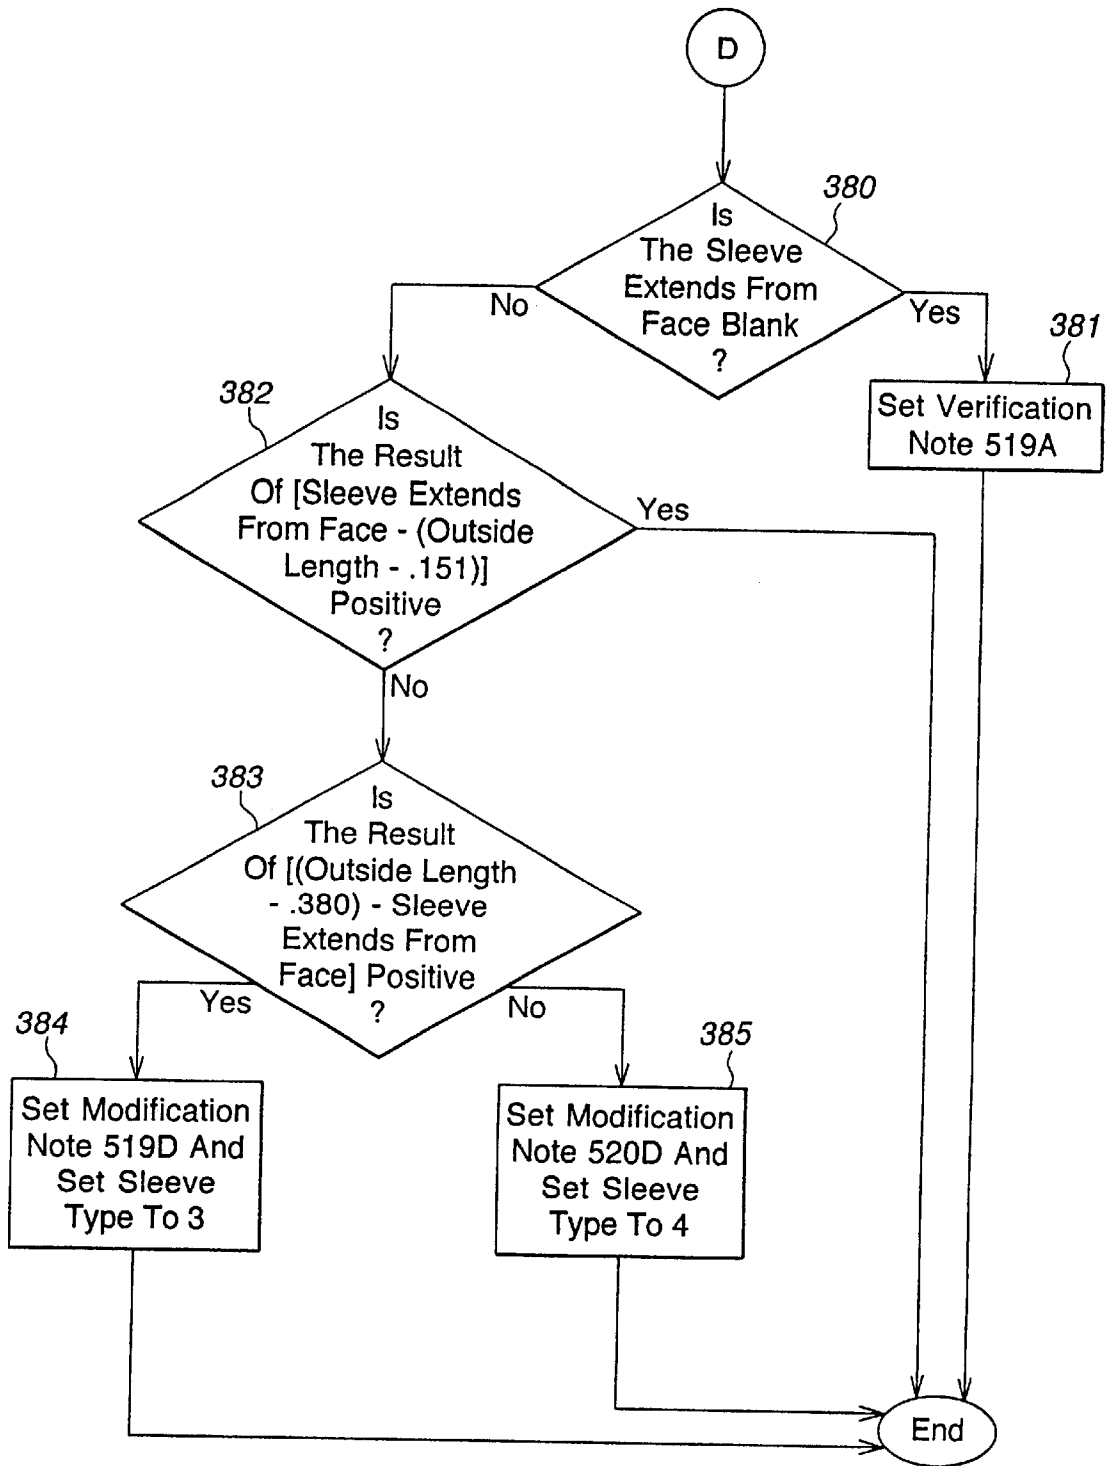 D
380
Is
The Sleeve
Extends From
Face Blank
?
No
Yes
381
Set Verification
Note 519A
382
Is
The Result
Of [Sleeve Extends
From Face - (Outside
Length - .151)]
Positive
?
Yes
No
383
Is
The Result
Of [(Outside Length
- .380) - Sleeve
Extends From
Face] Positive
?
Yes
No
384
Set Modification
Note 519D And
Set Sleeve
Type To 3
385
Set Modification
Note 520D And
Set Sleeve
Type To 4
End